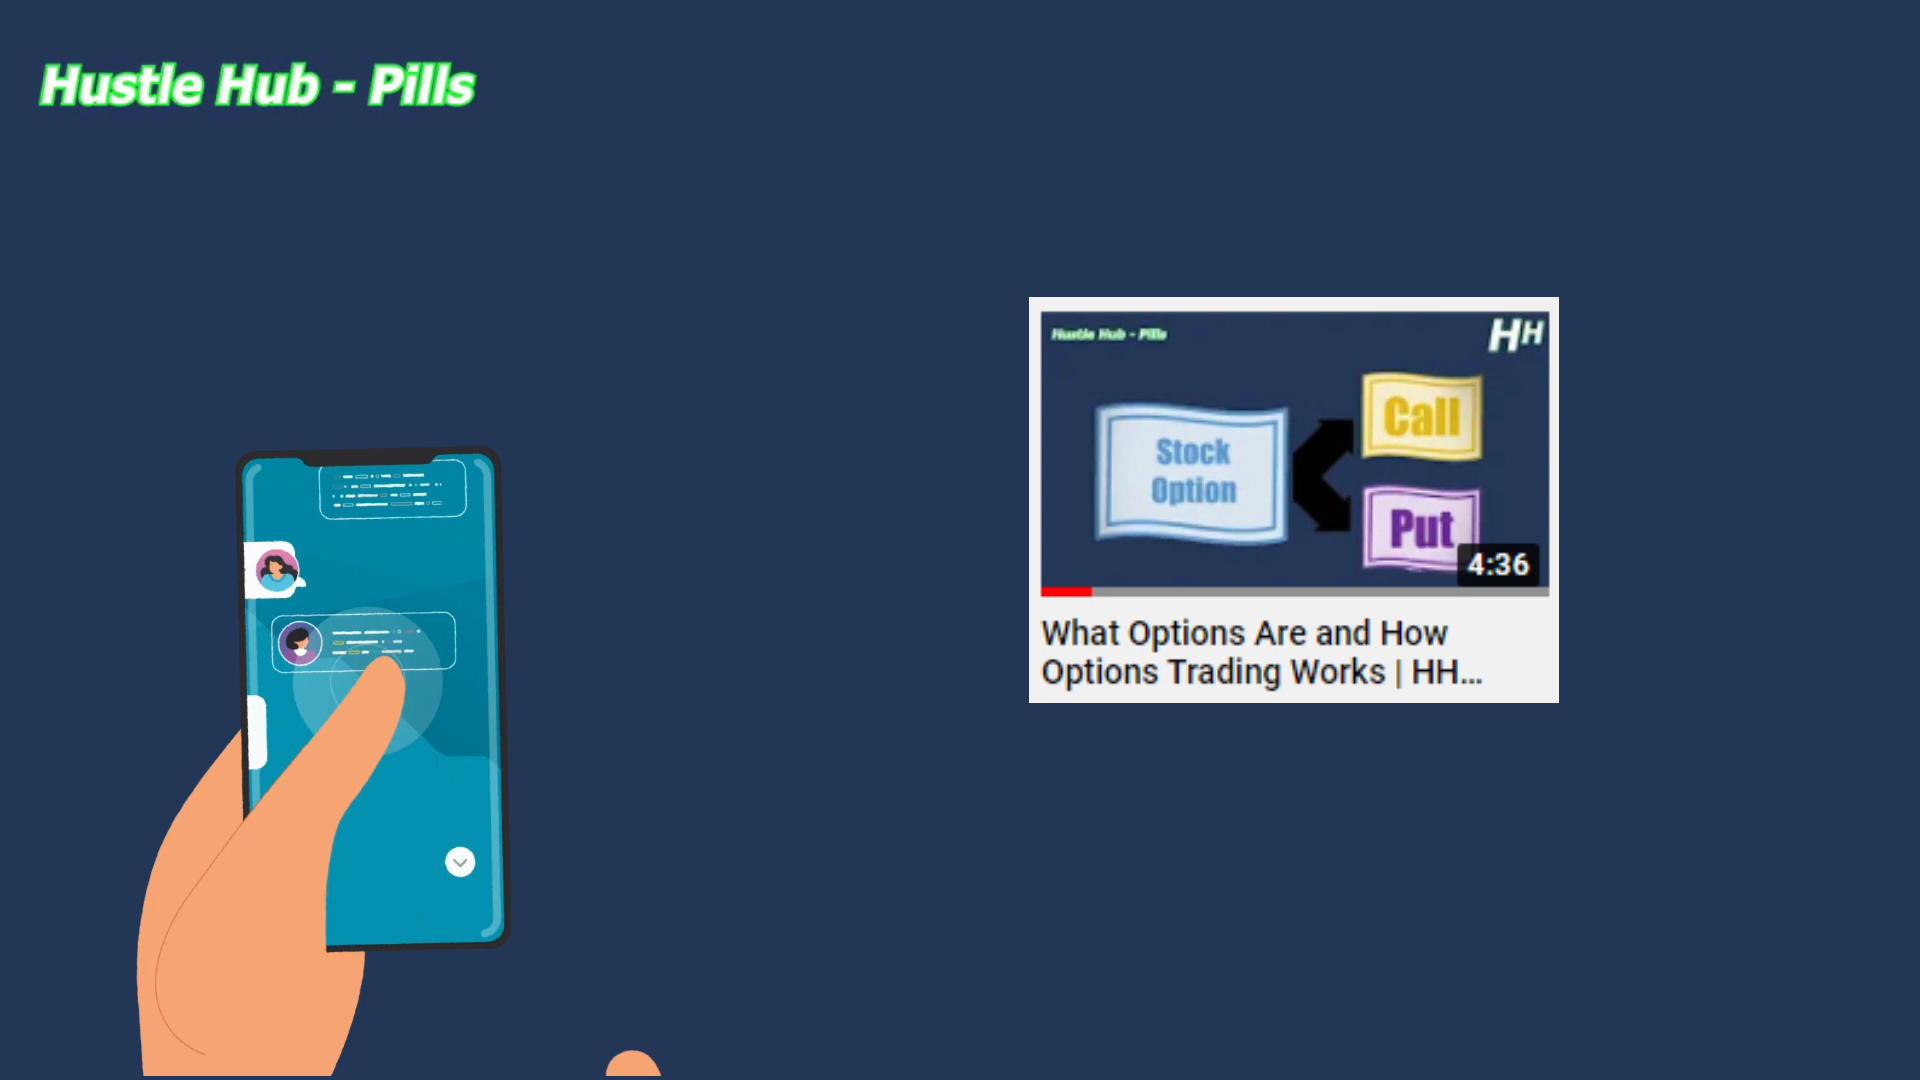 Hustle Hub - Pills
Hustle Hub - Pills
HH
Stock
Option
Call
Put
4:36
What Options Are and How
Options Trading Works | HH...